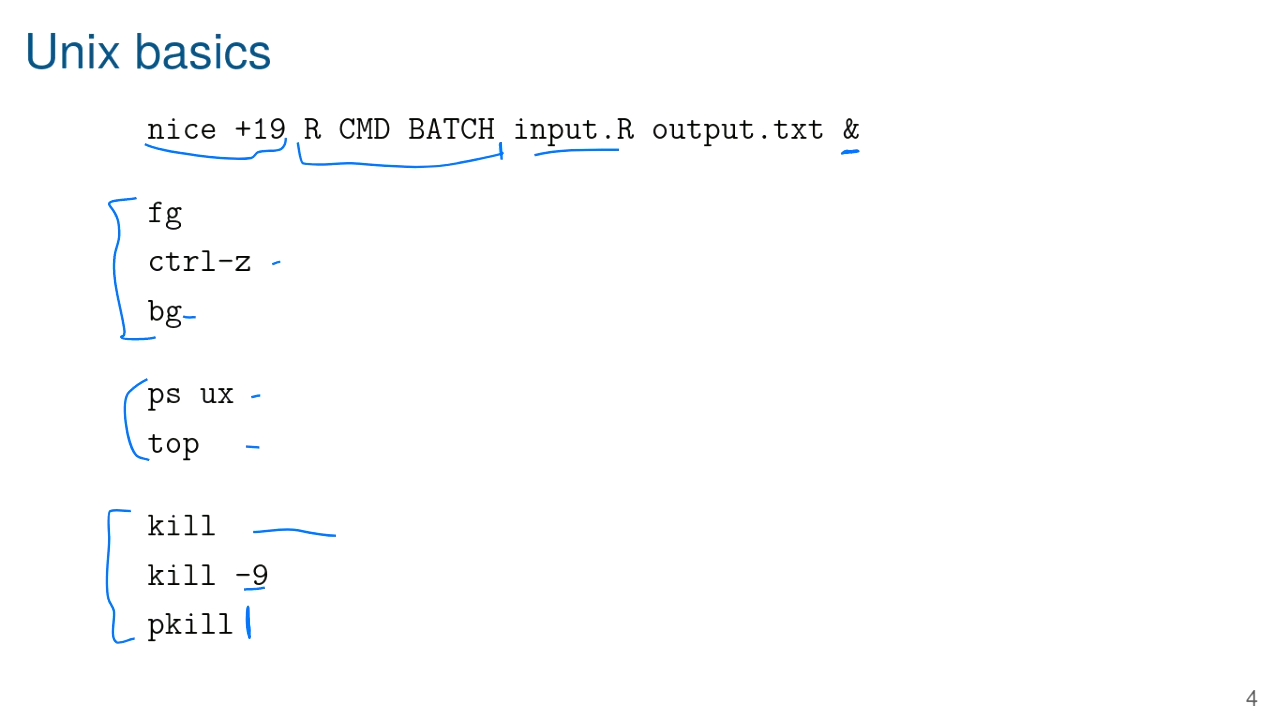 Unix basics
nice +19 R CMD BATCH input.R output.txt &
fg
ctrl-z
bg
ps ux
top
kill
kill -9
pkill
4